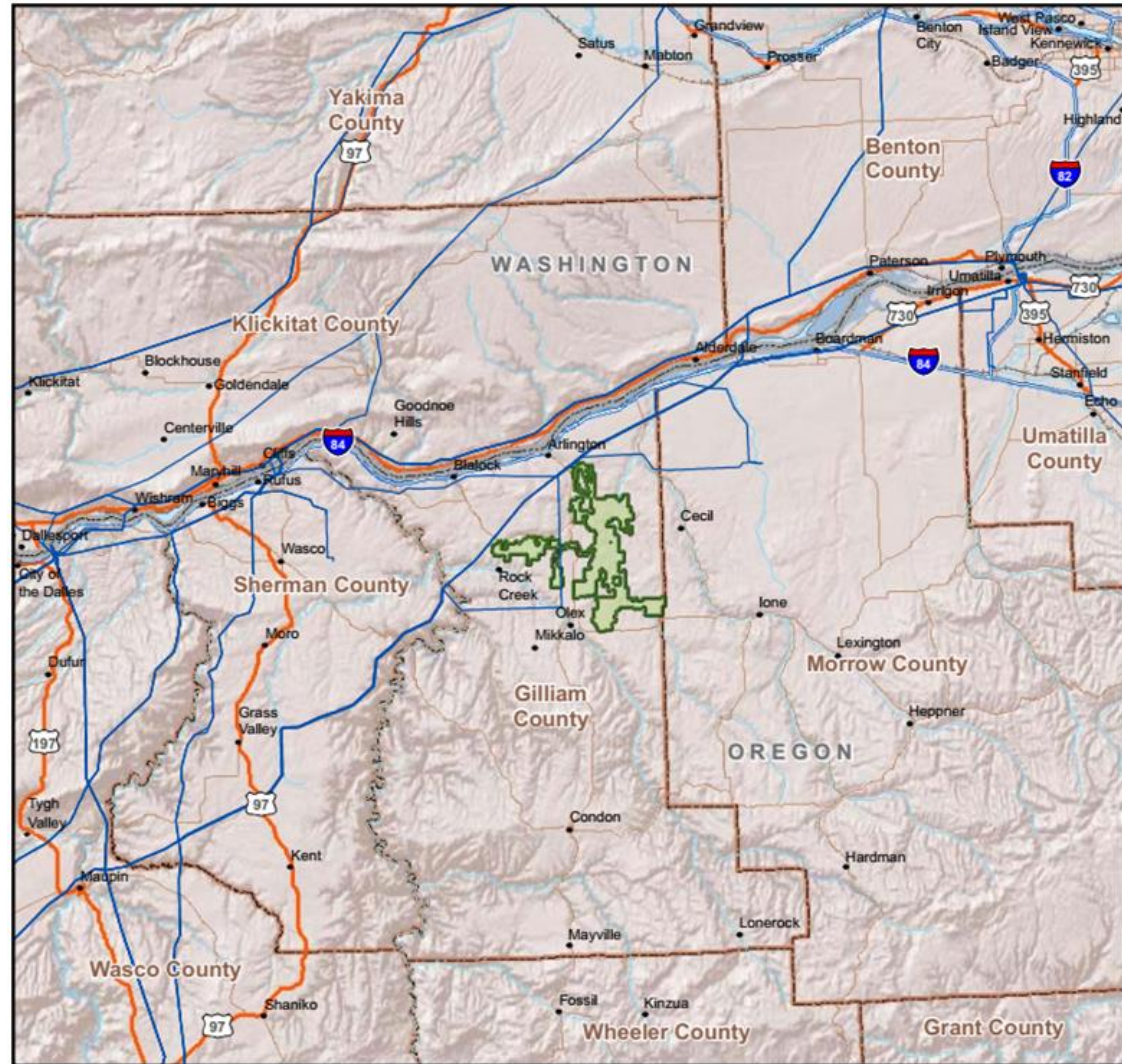 Grandview
Satus
Mabton
Prosser
Benton
City
West Pasco
Island View
Kennewick
Badger
395
Highland
Yakima
County
97
Benton
County
82
WASHINGTON
Paterson
Plymouth
Umatilla
Irrigon
730
730
395
Klickitat County
Hermiston
Alderdale
Boardman
84
Blockhouse
Klickitat
Goldendale
Stanfield
Echo
Goodnoe
Hills
Centerville
84
Arlington
Umatilla
County
Cliffs
Maryhill
Rufus
Blalock
Wishram
Biggs
Cecil
Dallesport
City of
the Dalles
Wasco
Sherman County
Rock
Creek
Olex
Ione
Mikkalo
Moro
Lexington
Morrow County
Dufur
Gilliam
County
Grass
Valley
Heppner
197
OREGON
97
Tygh
Valley
Condon
Kent
Hardman
Maupin
Mayville
Lonerock
Wasco County
Fossil
Kinzua
Shaniko
97
Wheeler County
Grant County